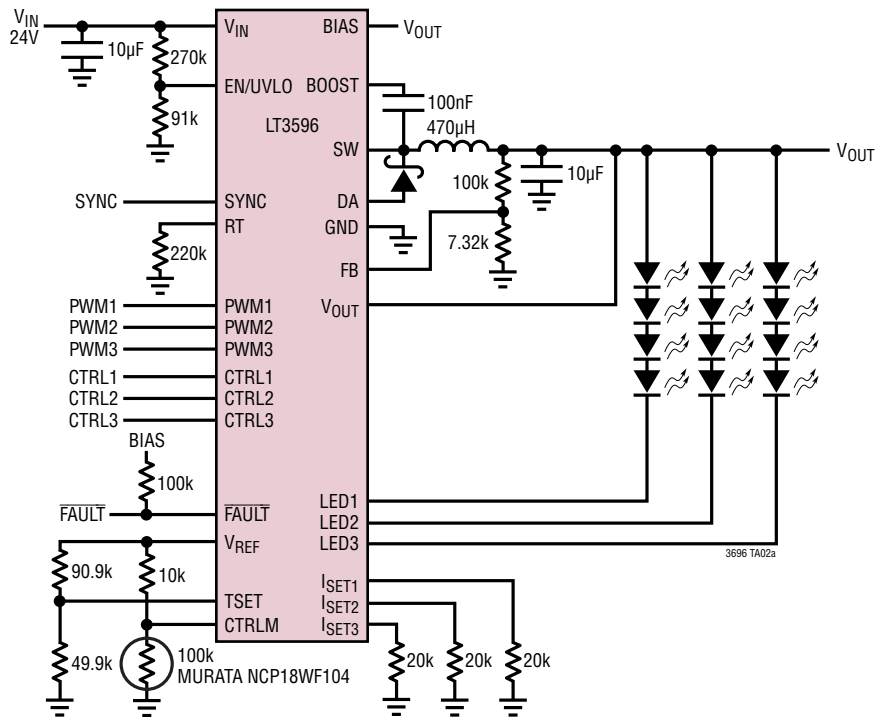 VIN
24V
10µF
270k
91k
VIN
EN/UVLO
LT3596
BIAS
VOUT
BOOST
100nF
470µH
SW
VOUT
100k
10µF
DA
GND
7.32k
FB
VOUT
SYNC
SYNC
RT
220k
PWM1
PWM1
PWM2
PWM2
PWM3
PWM3
CTRL1
CTRL1
CTRL2
CTRL2
CTRL3
CTRL3
BIAS
100k
FAULT
FAULT
VREF
90.9k
10k
TSET
CTRLM
49.9k
100k
MURATA NCP18WF104
LED1
LED2
LED3
3696 TA02a
ISET1
ISET2
ISET3
20k
20k
20k